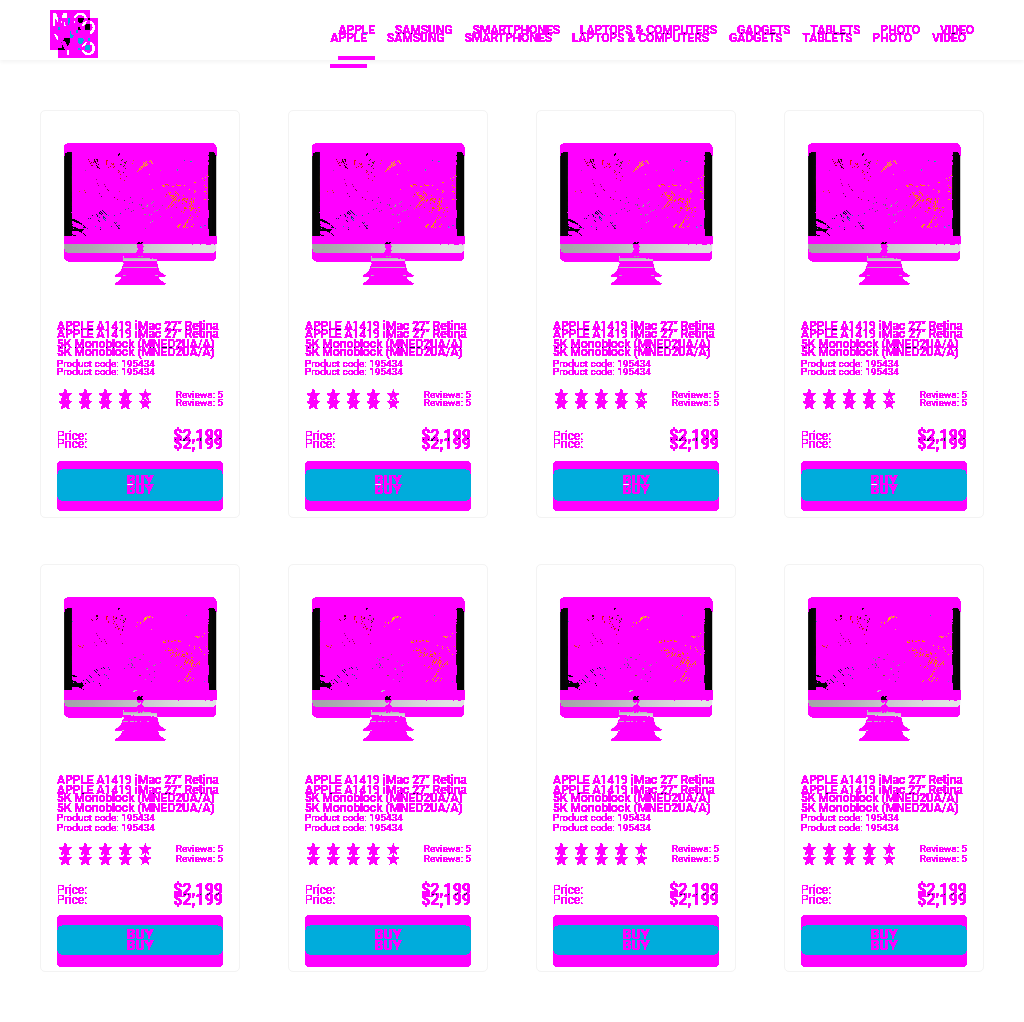 APPLE SAMSUNG SMARTPHONES LAPTOPS & COMPUTERS GADGETS TABLETS PHOTO VIDEO
APPLE A1419 iMac 27" Retina
5K Monoblock (MNED2UA/A)
Product code: 195434
Reviews: 5
Price: $2,199
BUY
APPLE A1419 iMac 27" Retina
5K Monoblock (MNED2UA/A)
Product code: 195434
Reviews: 5
Price: $2,199
BUY
APPLE A1419 iMac 27" Retina
5K Monoblock (MNED2UA/A)
Product code: 195434
Reviews: 5
Price: $2,199
BUY
APPLE A1419 iMac 27" Retina
5K Monoblock (MNED2UA/A)
Product code: 195434
Reviews: 5
Price: $2,199
BUY
APPLE A1419 iMac 27" Retina
5K Monoblock (MNED2UA/A)
Product code: 195434
Reviews: 5
Price: $2,199
BUY
APPLE A1419 iMac 27" Retina
5K Monoblock (MNED2UA/A)
Product code: 195434
Reviews: 5
Price: $2,199
BUY
APPLE A1419 iMac 27" Retina
5K Monoblock (MNED2UA/A)
Product code: 195434
Reviews: 5
Price: $2,199
BUY
APPLE A1419 iMac 27" Retina
5K Monoblock (MNED2UA/A)
Product code: 195434
Reviews: 5
Price: $2,199
BUY